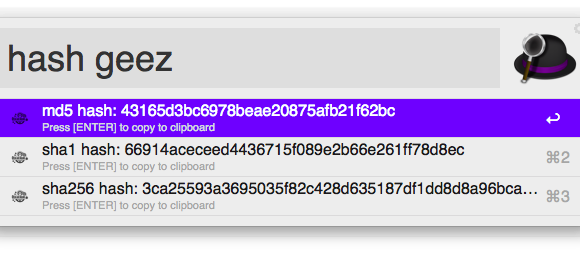 hash geez
md5 hash: 43165d3bc6978beae20875afb21f62bc
Press [ENTER] to copy to clipboard
↩
sha1 hash: 66914aceceed4436715f089e2b66e261ff78d8ec
Press [ENTER] to copy to clipboard
⌘2
sha256 hash: 3ca25593a3695035f82c428d635187df1dd8d8a96bca…
Press [ENTER] to copy to clipboard
⌘3